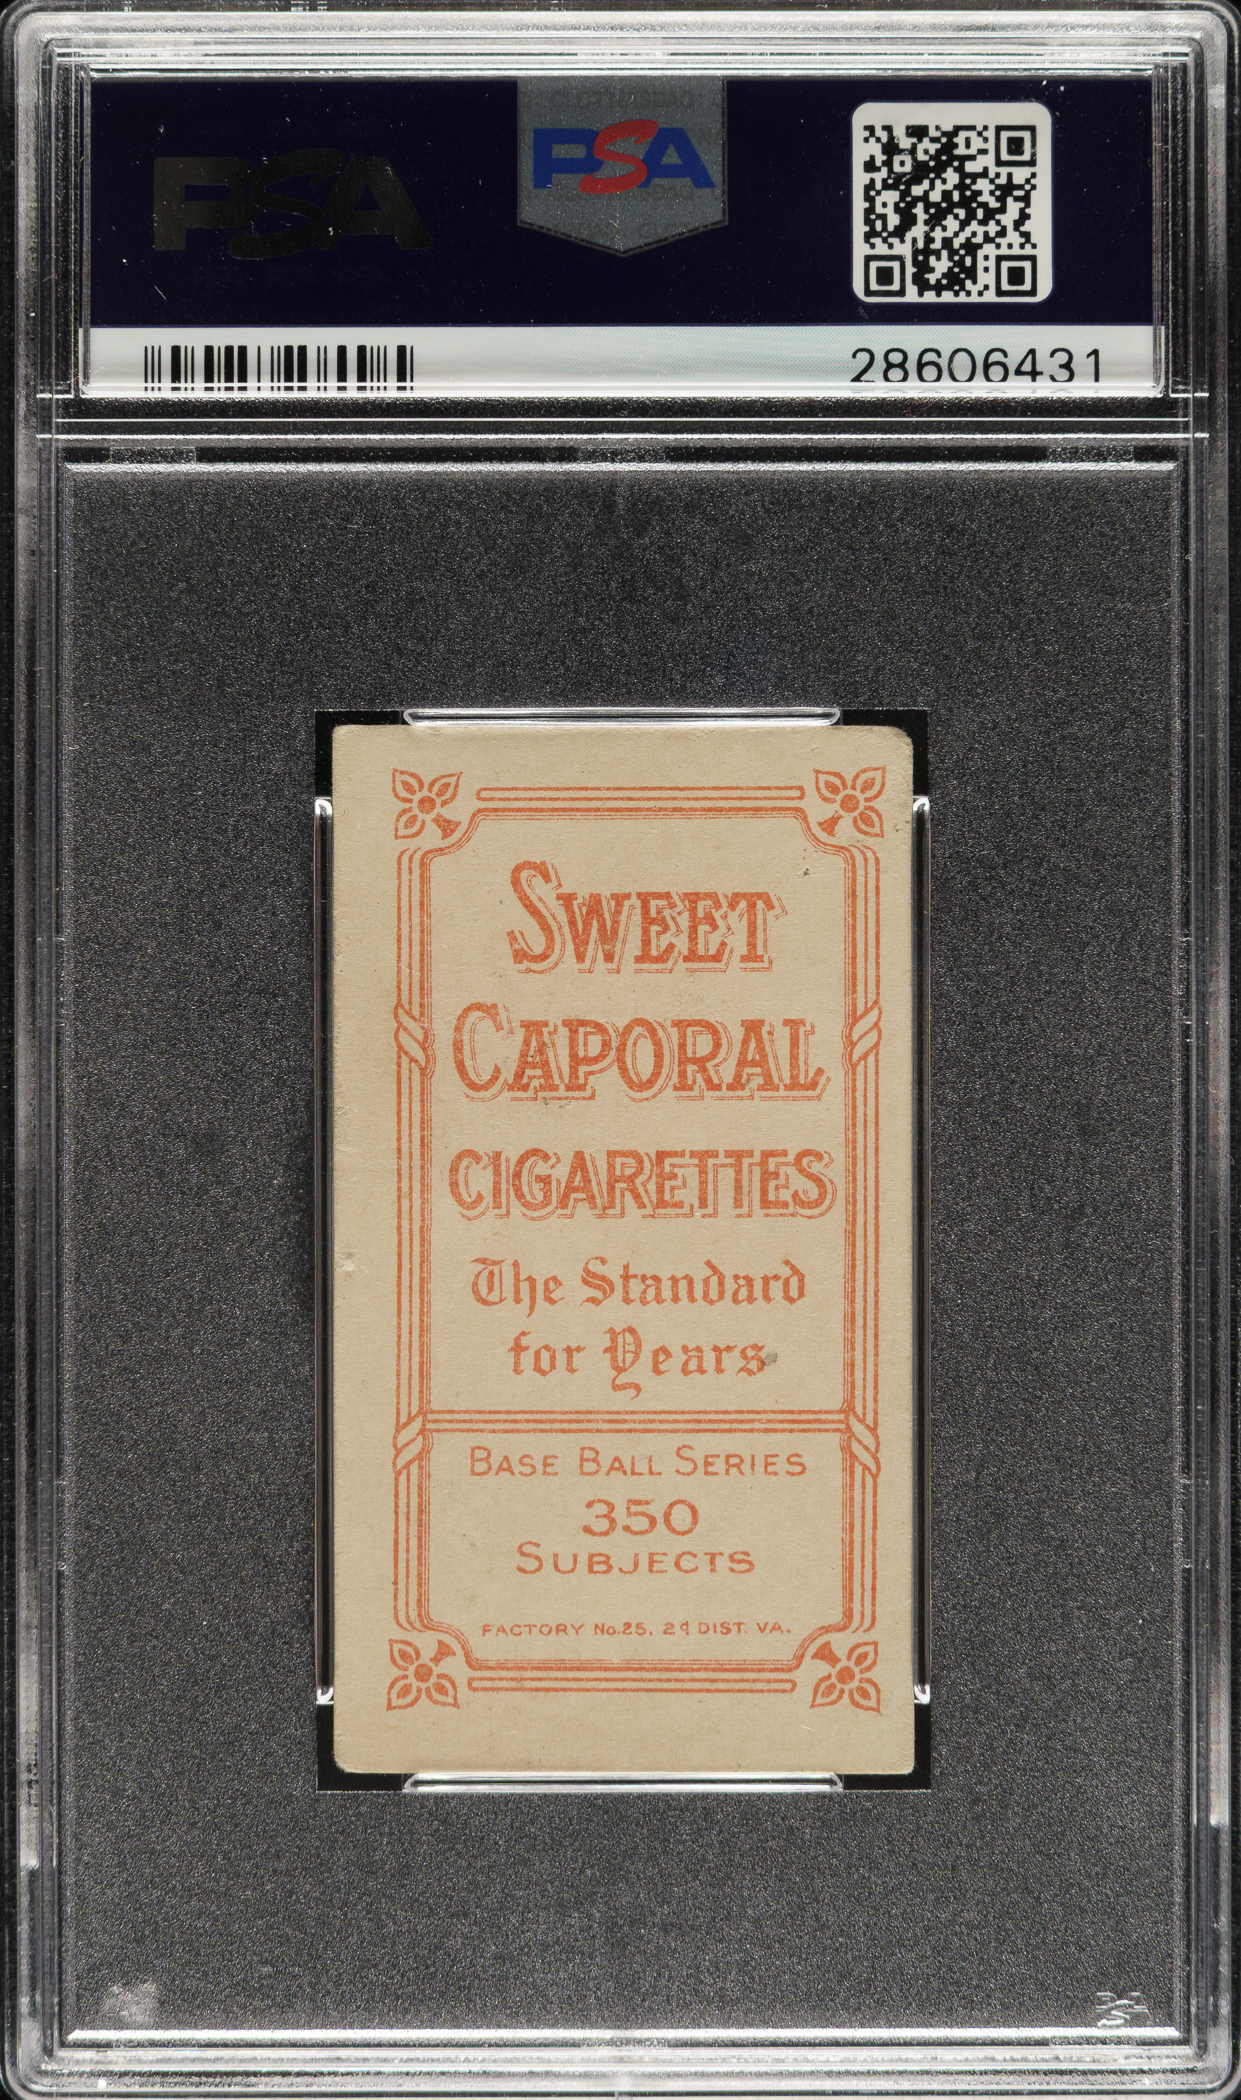 PSA
PSA
28606431
SWEET
CAPORAL
CIGARETTES
The Standard
for Years
BASE BALL SERIES
350
SUBJECTS
FACTORY No. 25, 2d DIST. VA.